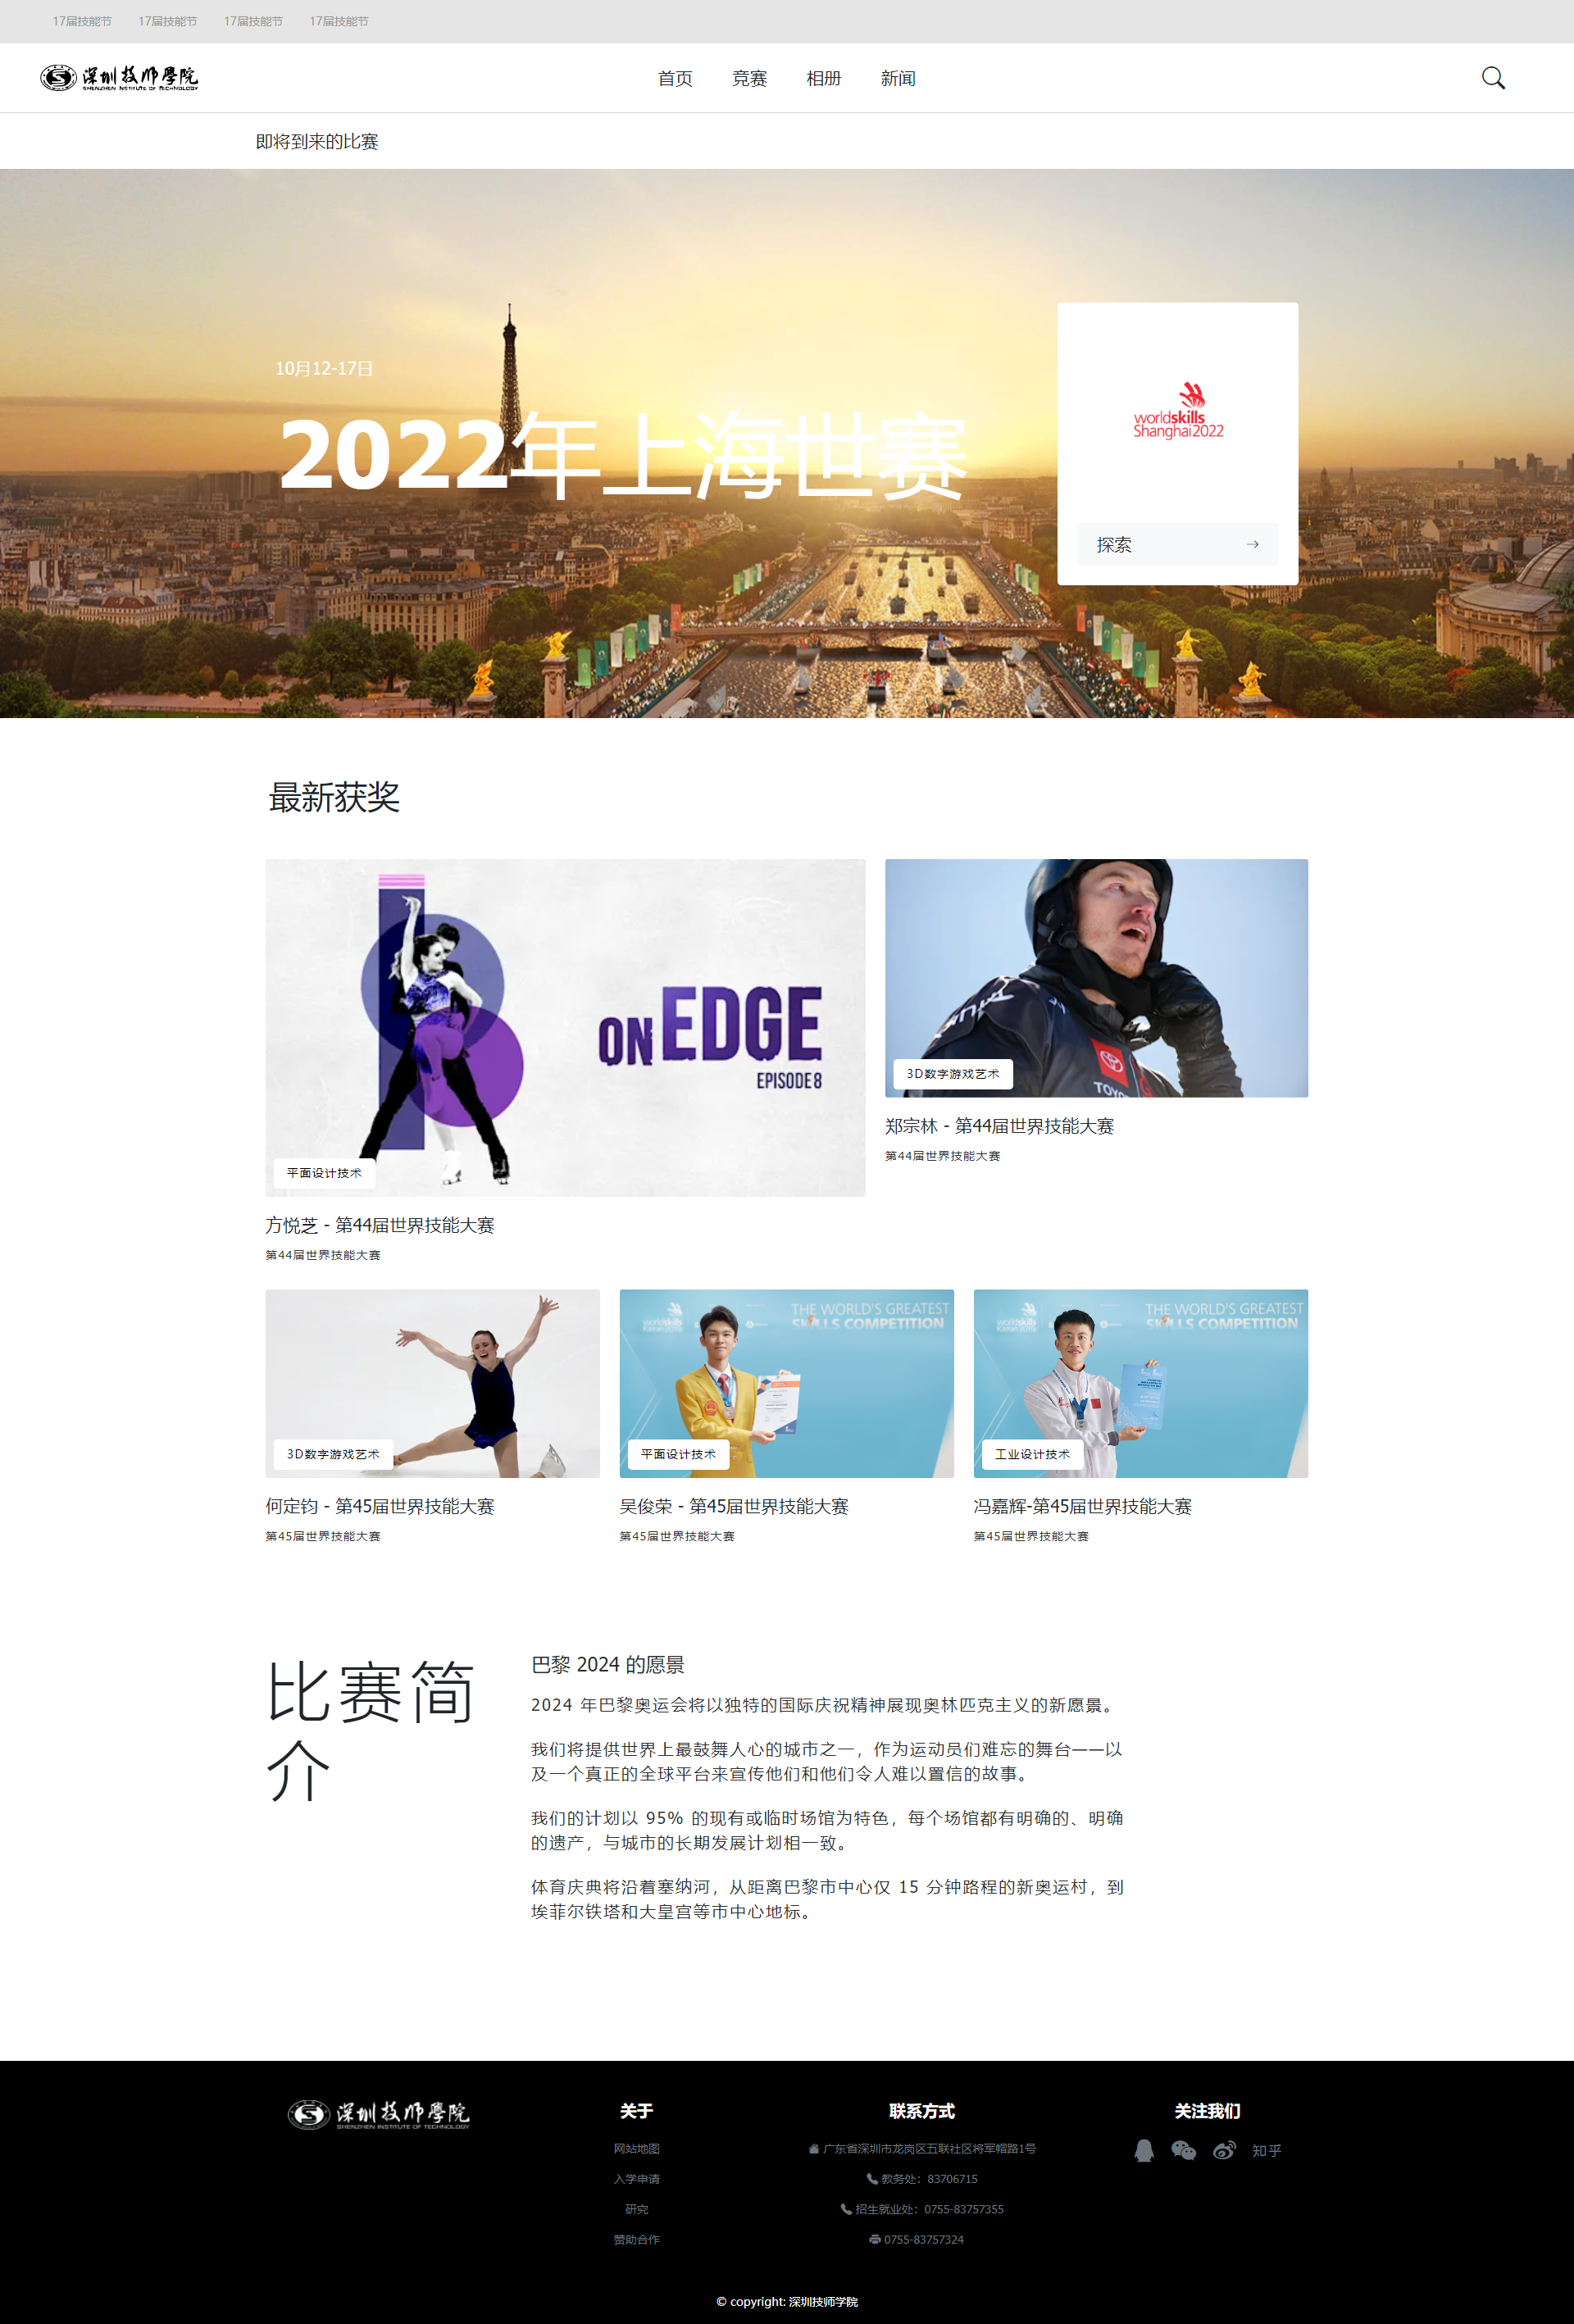 17届技能节 17届技能节 17届技能节 17届技能节
深圳技师學院
SHENZHEN INSTITUTE OF TECHNOLOGY
首页 竞赛 相册 新闻
即将到来的比赛
10月12-17日
2022年上海世赛
worldskills
Shanghai2022
探索
最新获奖
ON EDGE
EPISODE 8
平面设计技术
方悦芝 - 第44届世界技能大赛
第44届世界技能大赛
TOYO
3D数字游戏艺术
郑宗林 - 第44届世界技能大赛
第44届世界技能大赛
3D数字游戏艺术
何定钧 - 第45届世界技能大赛
第45届世界技能大赛
worldskills
Kazan 2019
THE WORLD'S GREATEST
SKILLS COMPETITION
平面设计技术
吴俊荣 - 第45届世界技能大赛
第45届世界技能大赛
worldskills
Kazan 2019
THE WORLD'S GREATEST
SKILLS COMPETITION
工业设计技术
冯嘉辉-第45届世界技能大赛
第45届世界技能大赛
比赛简
介
巴黎 2024 的愿景
2024 年巴黎奥运会将以独特的国际庆祝精神展现奥林匹克主义的新愿景。
我们将提供世界上最鼓舞人心的城市之一，作为运动员们难忘的舞台——以
及一个真正的全球平台来宣传他们和他们令人难以置信的故事。
我们的计划以 95% 的现有或临时场馆为特色，每个场馆都有明确的、明确
的遗产，与城市的长期发展计划相一致。
体育庆典将沿着塞纳河，从距离巴黎市中心仅 15 分钟路程的新奥运村，到
埃菲尔铁塔和大皇宫等市中心地标。
深圳技师學院
SHENZHEN INSTITUTE OF TECHNOLOGY
关于
网站地图
入学申请
研究
赞助合作
联系方式
广东省深圳市龙岗区五联社区将军帽路1号
教务处：83706715
招生就业处：0755-83757355
0755-83757324
关注我们
知乎
© copyright: 深圳技师学院